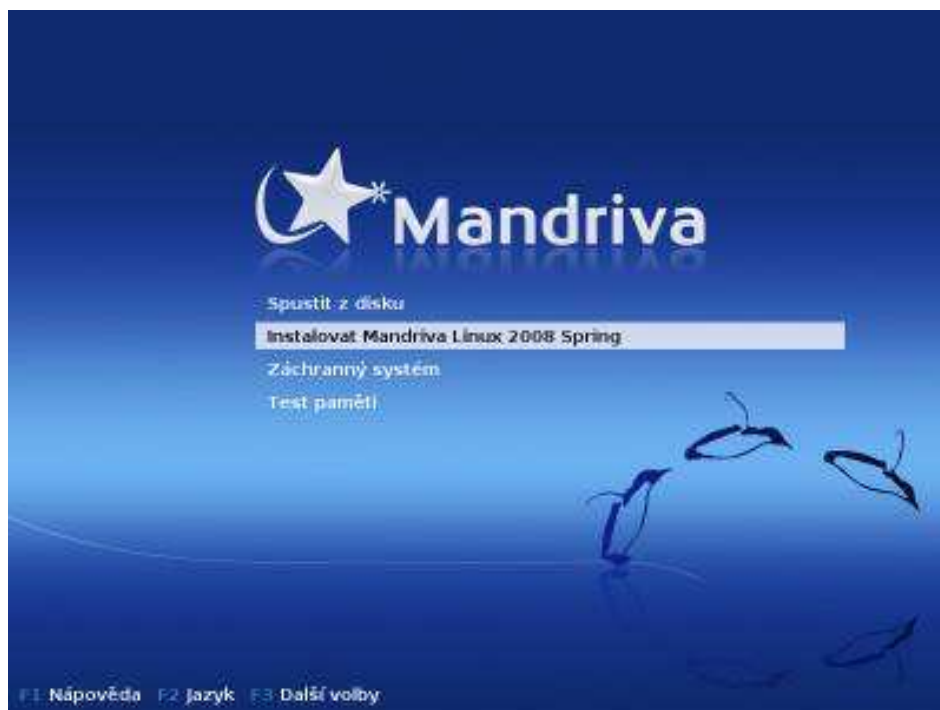 Mandriva
Spustit z disku
Instalovat Mandriva Linux 2008 Spring
Záchranný systém
Test paměti
F1 Nápověda F2 Jazyk F3 Další volby